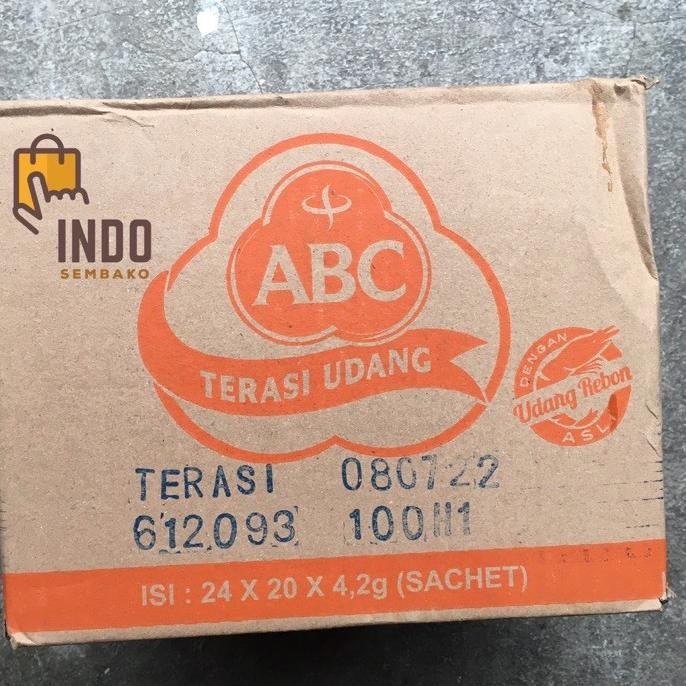 INDO
SEMBAKO
ABC
TERASI UDANG
DENGAN
Udang Rebon
ASLI
TERASI 080722
612093 100H1
ISI : 24 X 20 X 4,2g (SACHET)